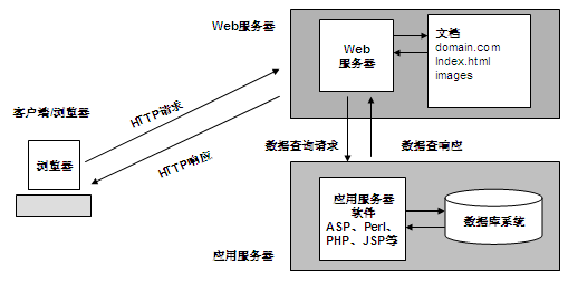 Web服务器
Web
服务器
文档
domain.com
Index.html
images
客户端/浏览器
浏览器
HTTP请求
HTTP响应
数据查询请求
数据查响应
应用服务器
软件
ASP、Perl、
PHP、JSP等
数据库系统
应用服务器